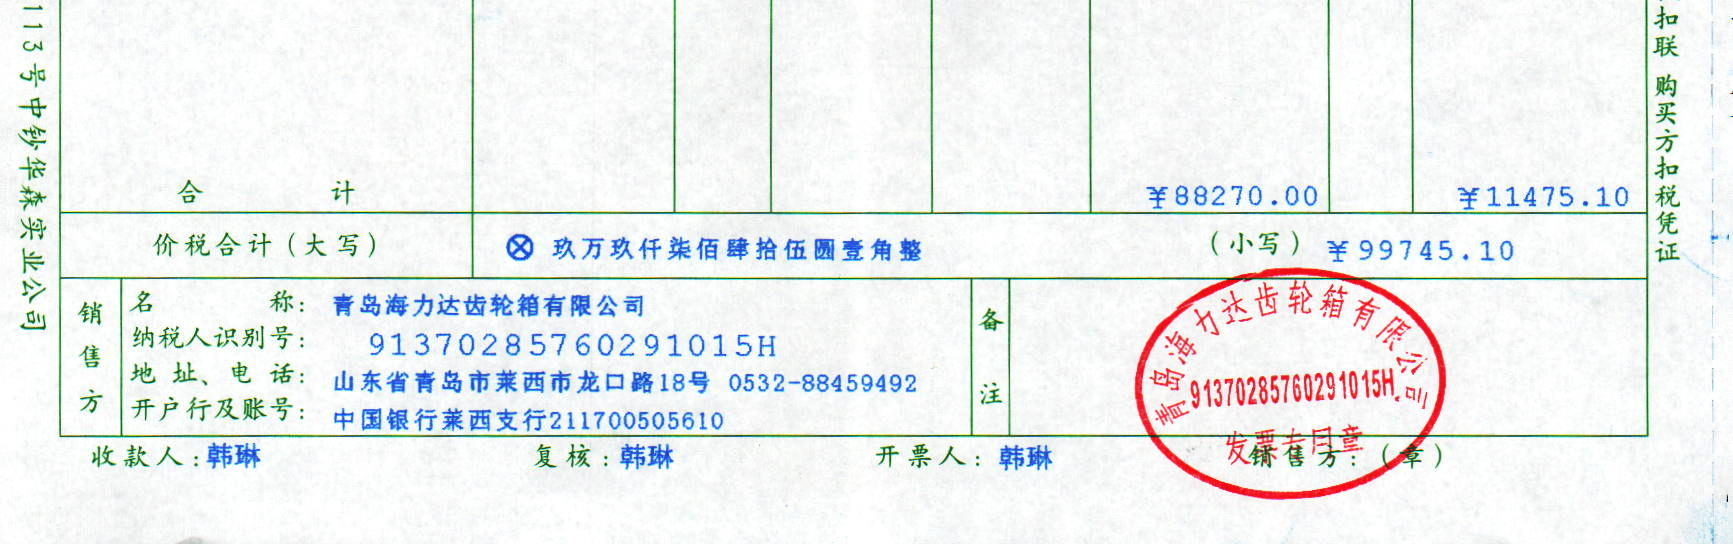 113号中钞华森实业公司
扣联 购买方扣税凭证
合 计 ¥88270.00 ¥11475.10
价税合计（大写） ⊗ 玖万玖仟柒佰肆拾伍圆壹角整 （小写）¥99745.10
销售方
名 称：青岛海力达齿轮箱有限公司
纳税人识别号：91370285760291015H
地 址、电 话：山东省青岛市莱西市龙口路18号 0532-88459492
开户行及账号：中国银行莱西支行211700505610
备注
青岛海力达齿轮箱有限公司
91370285760291015H
发票专用章
收款人：韩琳 复核：韩琳 开票人：韩琳 销售方：（章）